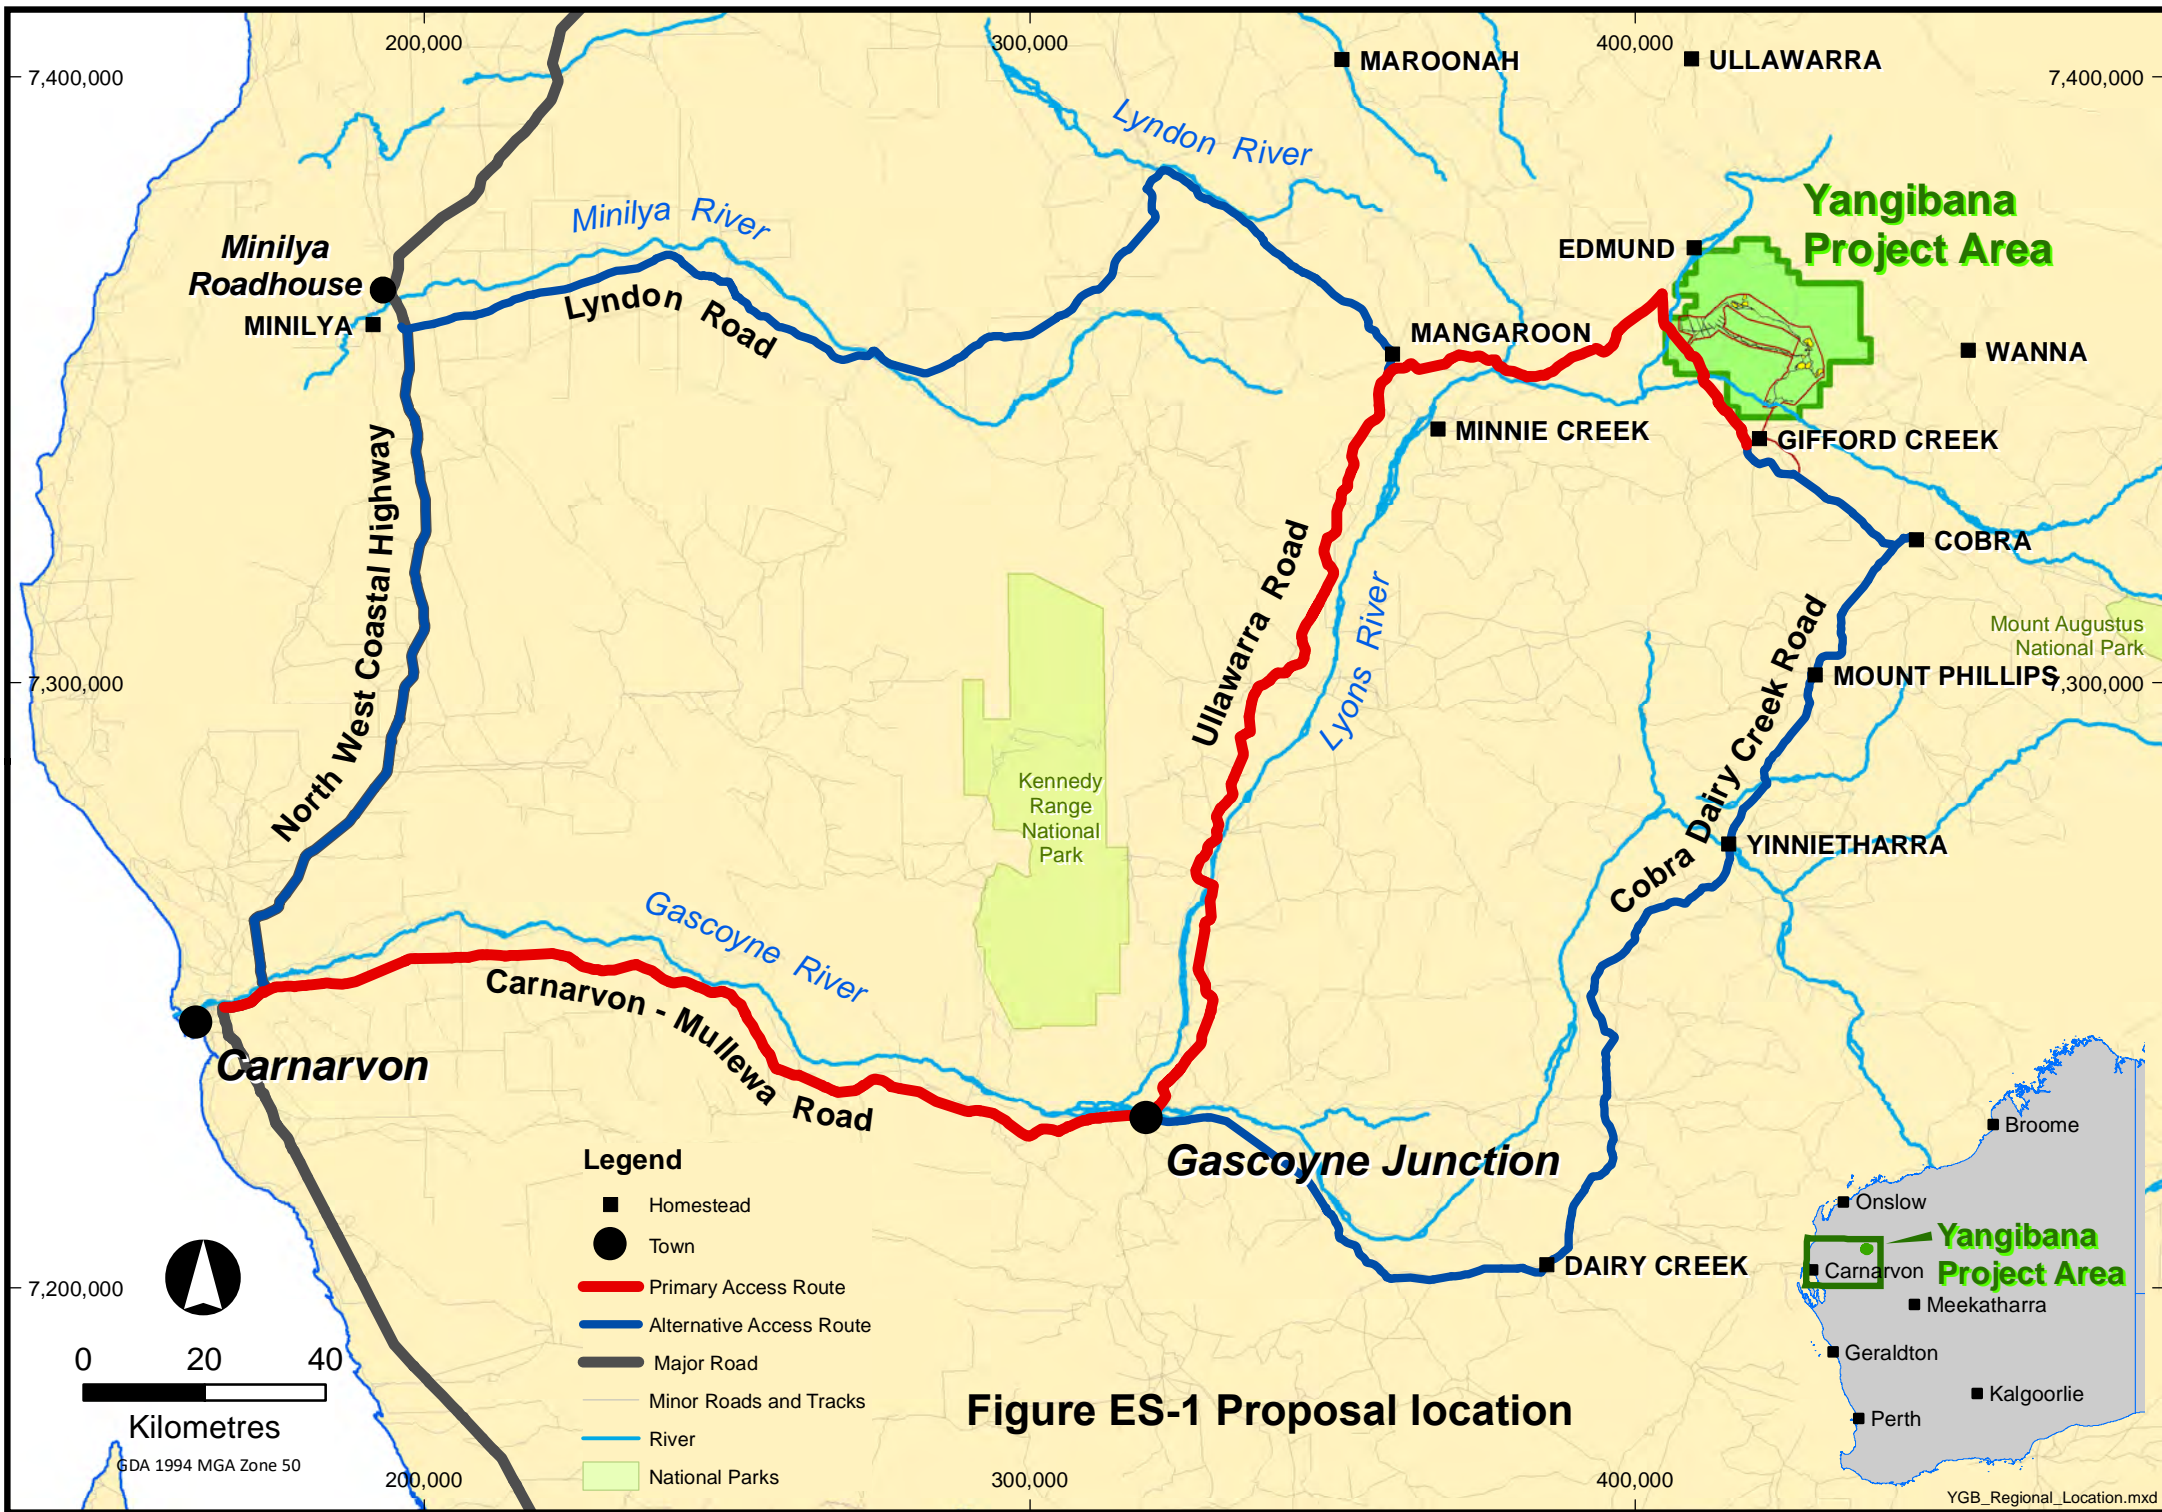 200,000
300,000
400,000
7,400,000
7,400,000
MAROONAH
ULLAWARRA
Lyndon River
Yangibana
Project Area
Minilya River
EDMUND
Minilya
Roadhouse
MINILYA
Lyndon Road
MANGAROON
WANNA
MINNIE CREEK
GIFFORD CREEK
North West Coastal Highway
COBRA
Ullawarra Road
Lyons River
Mount Augustus
National Park
7,300,000
MOUNT PHILLIPS
7,300,000
Cobra Dairy Creek Road
Kennedy
Range
National
Park
YINNIETHARRA
Gascoyne River
Carnarvon - Mullewa Road
Carnarvon
Gascoyne Junction
DAIRY CREEK
Legend
Homestead
Town
Primary Access Route
Alternative Access Route
Major Road
Minor Roads and Tracks
River
National Parks
7,200,000
0 20 40
Kilometres
GDA 1994 MGA Zone 50
Figure ES-1 Proposal location
Broome
Onslow
Yangibana
Project Area
Carnarvon
Meekatharra
Geraldton
Kalgoorlie
Perth
200,000
300,000
400,000
YGB_Regional_Location.mxd